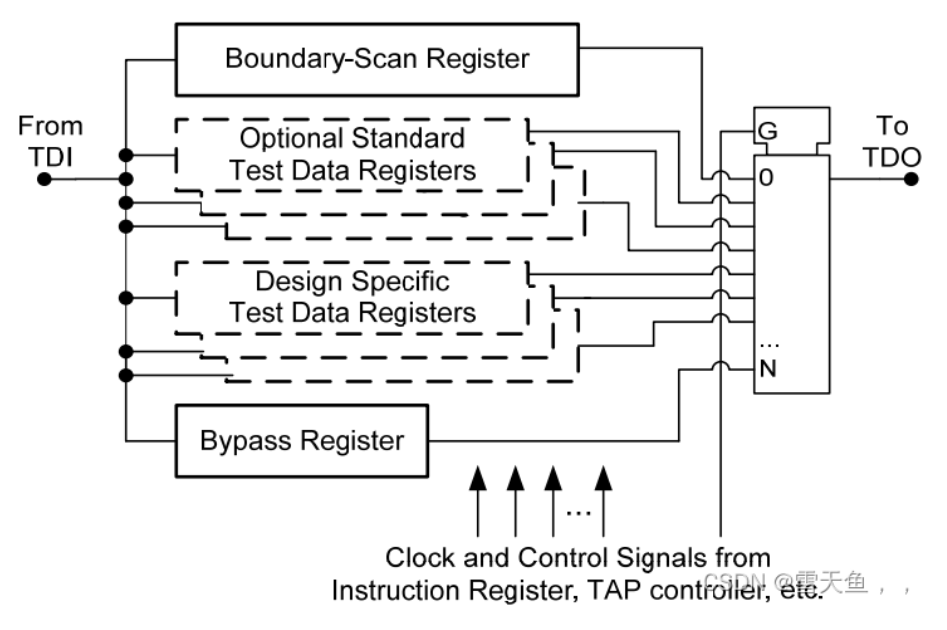 Boundary-Scan Register
From
TDI
Optional Standard
Test Data Registers
Design Specific
Test Data Registers
Bypass Register
G
0
...
N
To
TDO
...
Clock and Control Signals from
Instruction Register, TAP controller, etc.
CSDN @雷天鱼，，